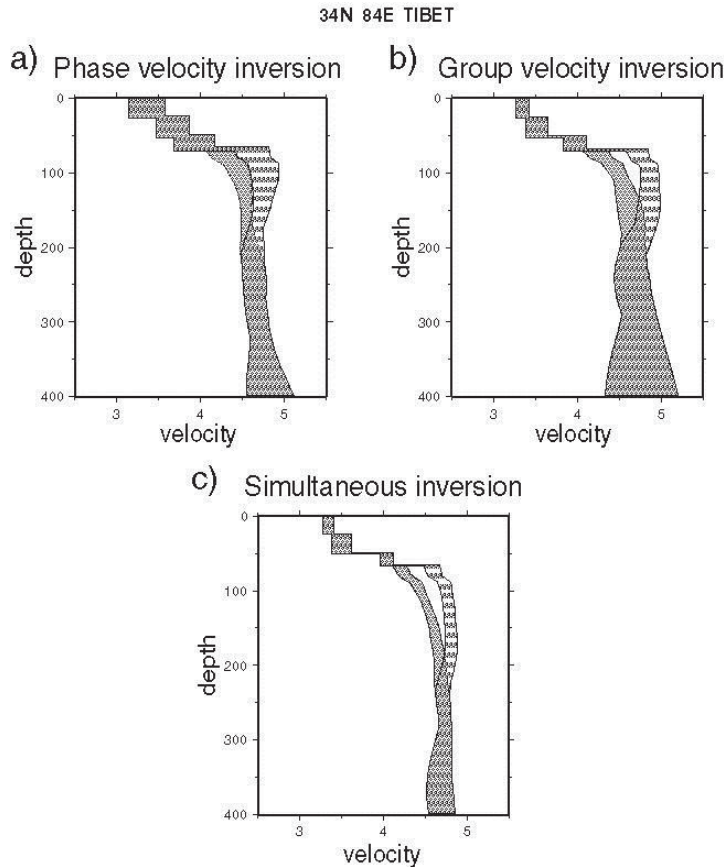 34N 84E TIBET
a) Phase velocity inversion
0
100
200
300
400
depth
3 4 5
velocity
b) Group velocity inversion
0
100
200
300
400
depth
3 4 5
velocity
c) Simultaneous inversion
0
100
200
300
400
depth
3 4 5
velocity